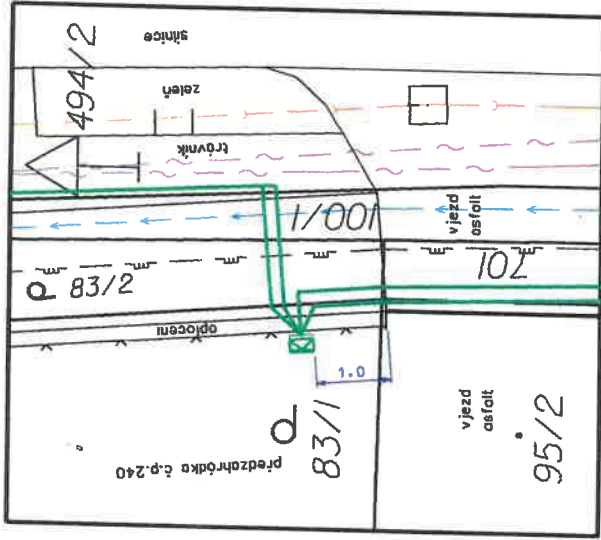 silnice
494/2
zeleň
trávník
100/1
vjezd
asfalt
701
83/2
oplocení
1.0
83/1
předzahrádka č.p.240
vjezd
asfalt
95/2